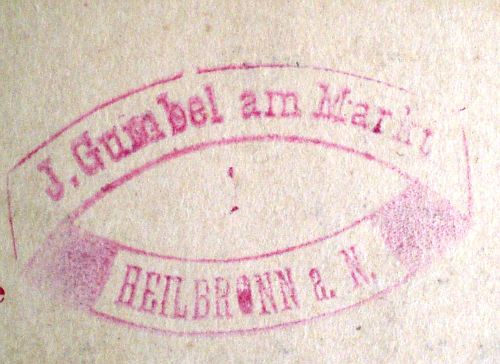 J. Gumbel am Markt
HEILBRONN a. N.